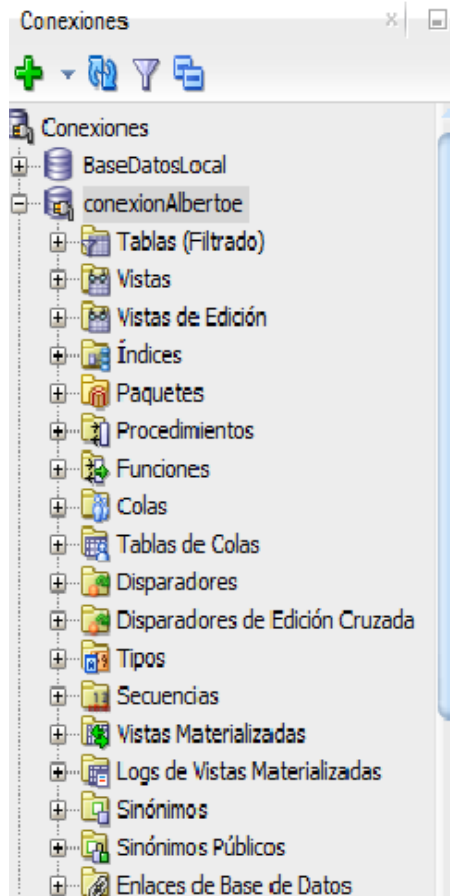 Conexiones
Conexiones
BaseDatosLocal
conexionAlbertoe
Tablas (Filtrado)
Vistas
Vistas de Edición
Índices
Paquetes
Procedimientos
Funciones
Colas
Tablas de Colas
Disparadores
Disparadores de Edición Cruzada
Tipos
Secuencias
Vistas Materializadas
Logs de Vistas Materializadas
Sinónimos
Sinónimos Públicos
Enlaces de Base de Datos